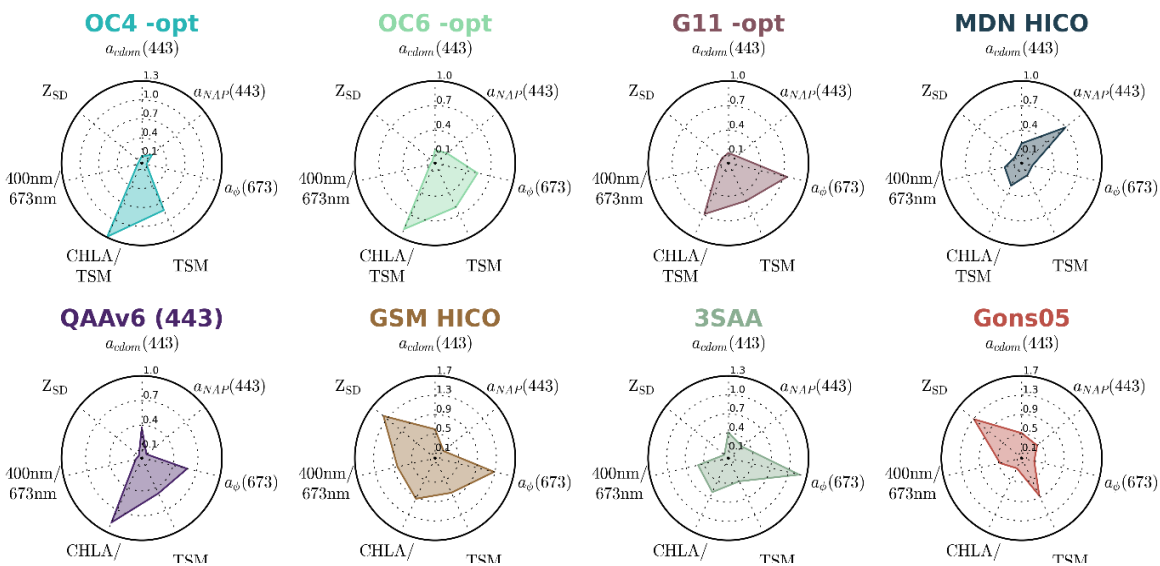 OC4 -opt
OC6 -opt
G11 -opt
MDN HICO
a_cdom(443)
a_cdom(443)
a_cdom(443)
a_cdom(443)
Z_SD 1.3 a_NAP(443)
Z_SD 1.0 a_NAP(443)
Z_SD 1.0 a_NAP(443)
Z_SD 1.0 a_NAP(443)
1.0
0.7
0.7
0.7
0.7
0.4
0.4
0.4
0.4
0.1
0.1
0.1
0.1
400nm/ a_ϕ(673)
400nm/ a_ϕ(673)
400nm/ a_ϕ(673)
400nm/ a_ϕ(673)
673nm
673nm
673nm
673nm
CHLA/
CHLA/
CHLA/
CHLA/
TSM TSM
TSM TSM
TSM TSM
TSM TSM
QAAv6 (443)
GSM HICO
3SAA
Gons05
a_cdom(443)
a_cdom(443)
a_cdom(443)
a_cdom(443)
Z_SD 1.0 a_NAP(443)
Z_SD 1.7 a_NAP(443)
Z_SD 1.3 a_NAP(443)
Z_SD 1.7 a_NAP(443)
0.7
1.3
1.0
1.3
0.4
0.9
0.7
0.9
0.1
0.5
0.4
0.5
0.1
0.1
0.1
400nm/ a_ϕ(673)
400nm/ a_ϕ(673)
400nm/ a_ϕ(673)
400nm/ a_ϕ(673)
673nm
673nm
673nm
673nm
CHLA/ TSM
CHLA/ TSM
CHLA/ TSM
CHLA/ TSM